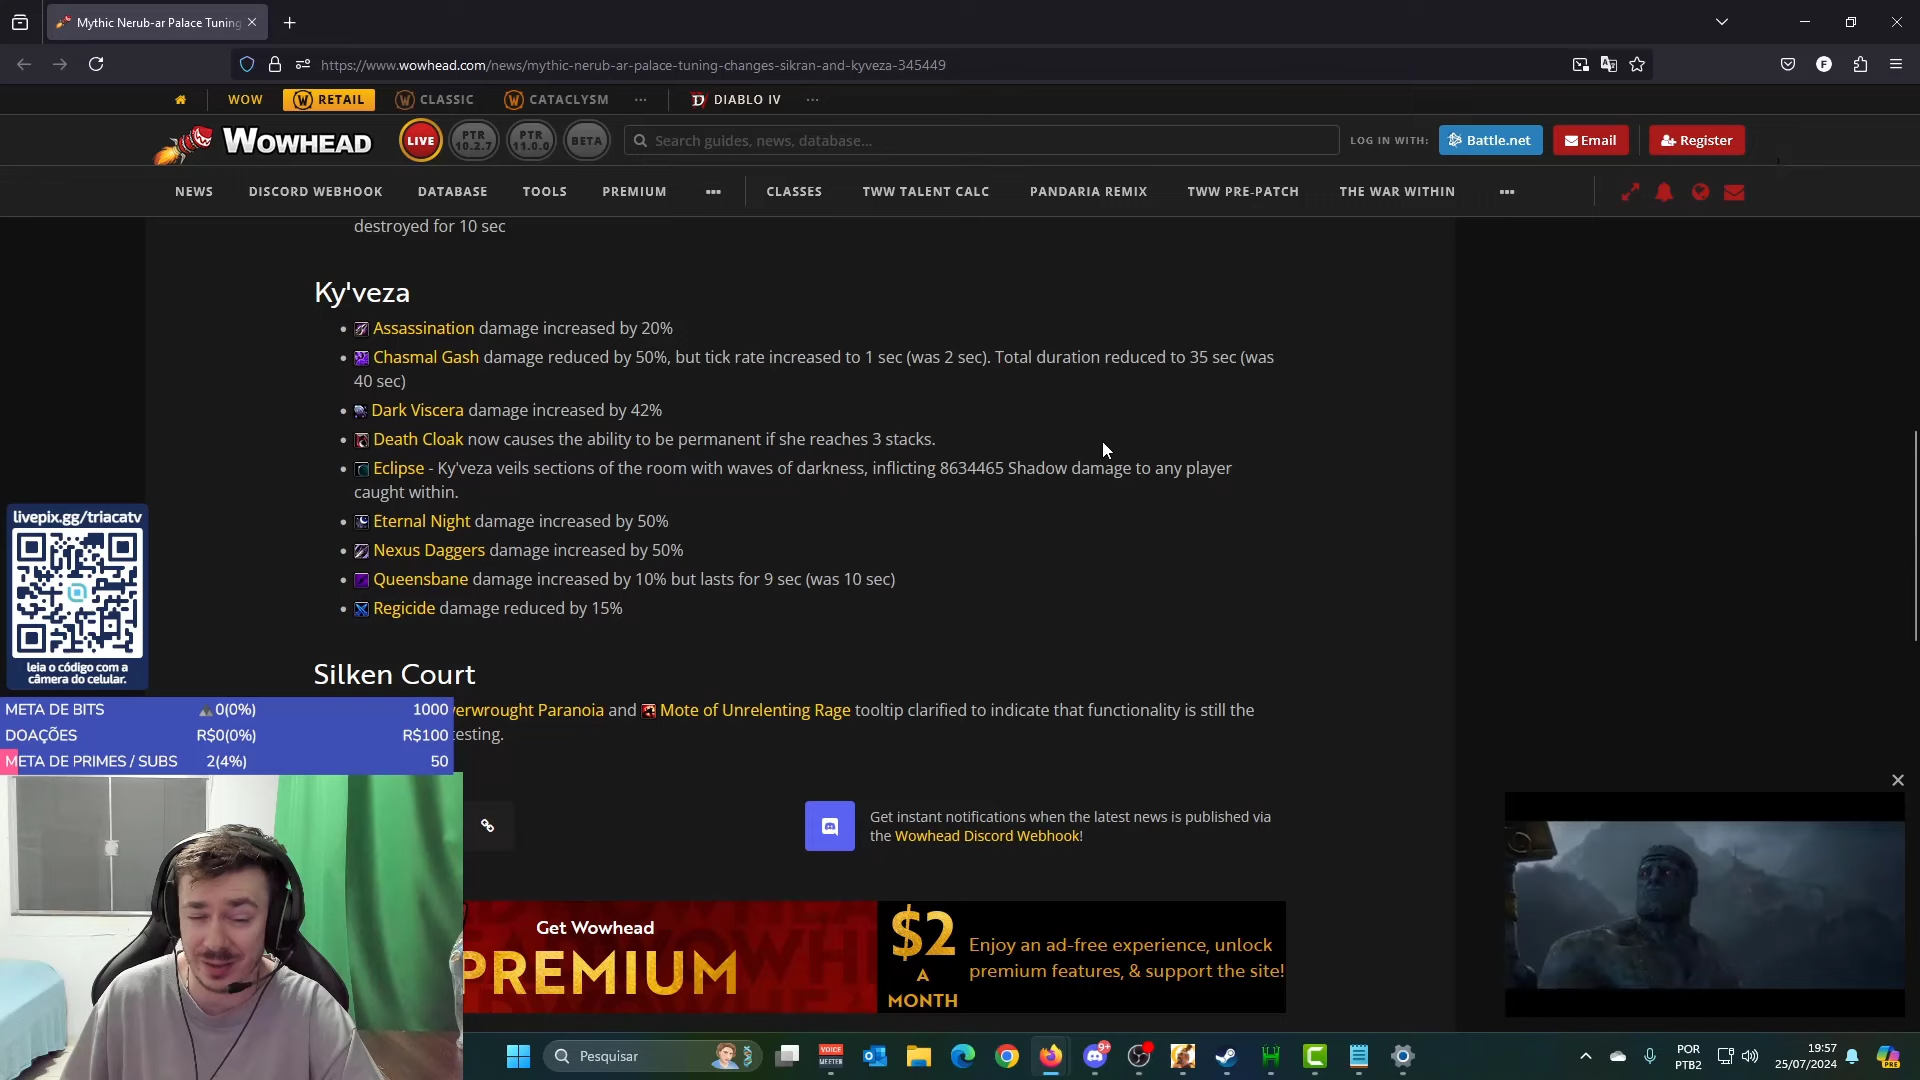 Mythic Nerub-ar Palace Tuning
https://www.wowhead.com/news/mythic-nerub-ar-palace-tuning-changes-sikran-and-kyveza-345449
WOW
RETAIL
CLASSIC
CATACLYSM
DIABLO IV
WOWHEAD
LIVE
PTR 10.2.7
PTR 11.0.0
BETA
Search guides, news, database...
LOG IN WITH:
Battle.net
Email
Register
NEWS
DISCORD WEBHOOK
DATABASE
TOOLS
PREMIUM
CLASSES
TWW TALENT CALC
PANDARIA REMIX
TWW PRE-PATCH
THE WAR WITHIN
destroyed for 10 sec
Ky'veza
Assassination damage increased by 20%
Chasmal Gash damage reduced by 50%, but tick rate increased to 1 sec (was 2 sec). Total duration reduced to 35 sec (was
40 sec)
Dark Viscera damage increased by 42%
Death Cloak now causes the ability to be permanent if she reaches 3 stacks.
Eclipse - Ky'veza veils sections of the room with waves of darkness, inflicting 8634465 Shadow damage to any player
caught within.
Eternal Night damage increased by 50%
Nexus Daggers damage increased by 50%
Queensbane damage increased by 10% but lasts for 9 sec (was 10 sec)
Regicide damage reduced by 15%
livepix.gg/triacatv
leia o código com a
câmera do celular.
Silken Court
verwrought Paranoia and Mote of Unrelenting Rage tooltip clarified to indicate that functionality is still the
esting.
META DE BITS 0(0%) 1000
DOAÇÕES R$0(0%) R$100
META DE PRIMES / SUBS 2(4%) 50
Get instant notifications when the latest news is published via
the Wowhead Discord Webhook!
Get Wowhead
PREMIUM
$2
A
MONTH
Enjoy an ad-free experience, unlock
premium features, & support the site!
Pesquisar
VOICE
MEETER
9+
POR
PTB2
19:57
25/07/2024
PRE